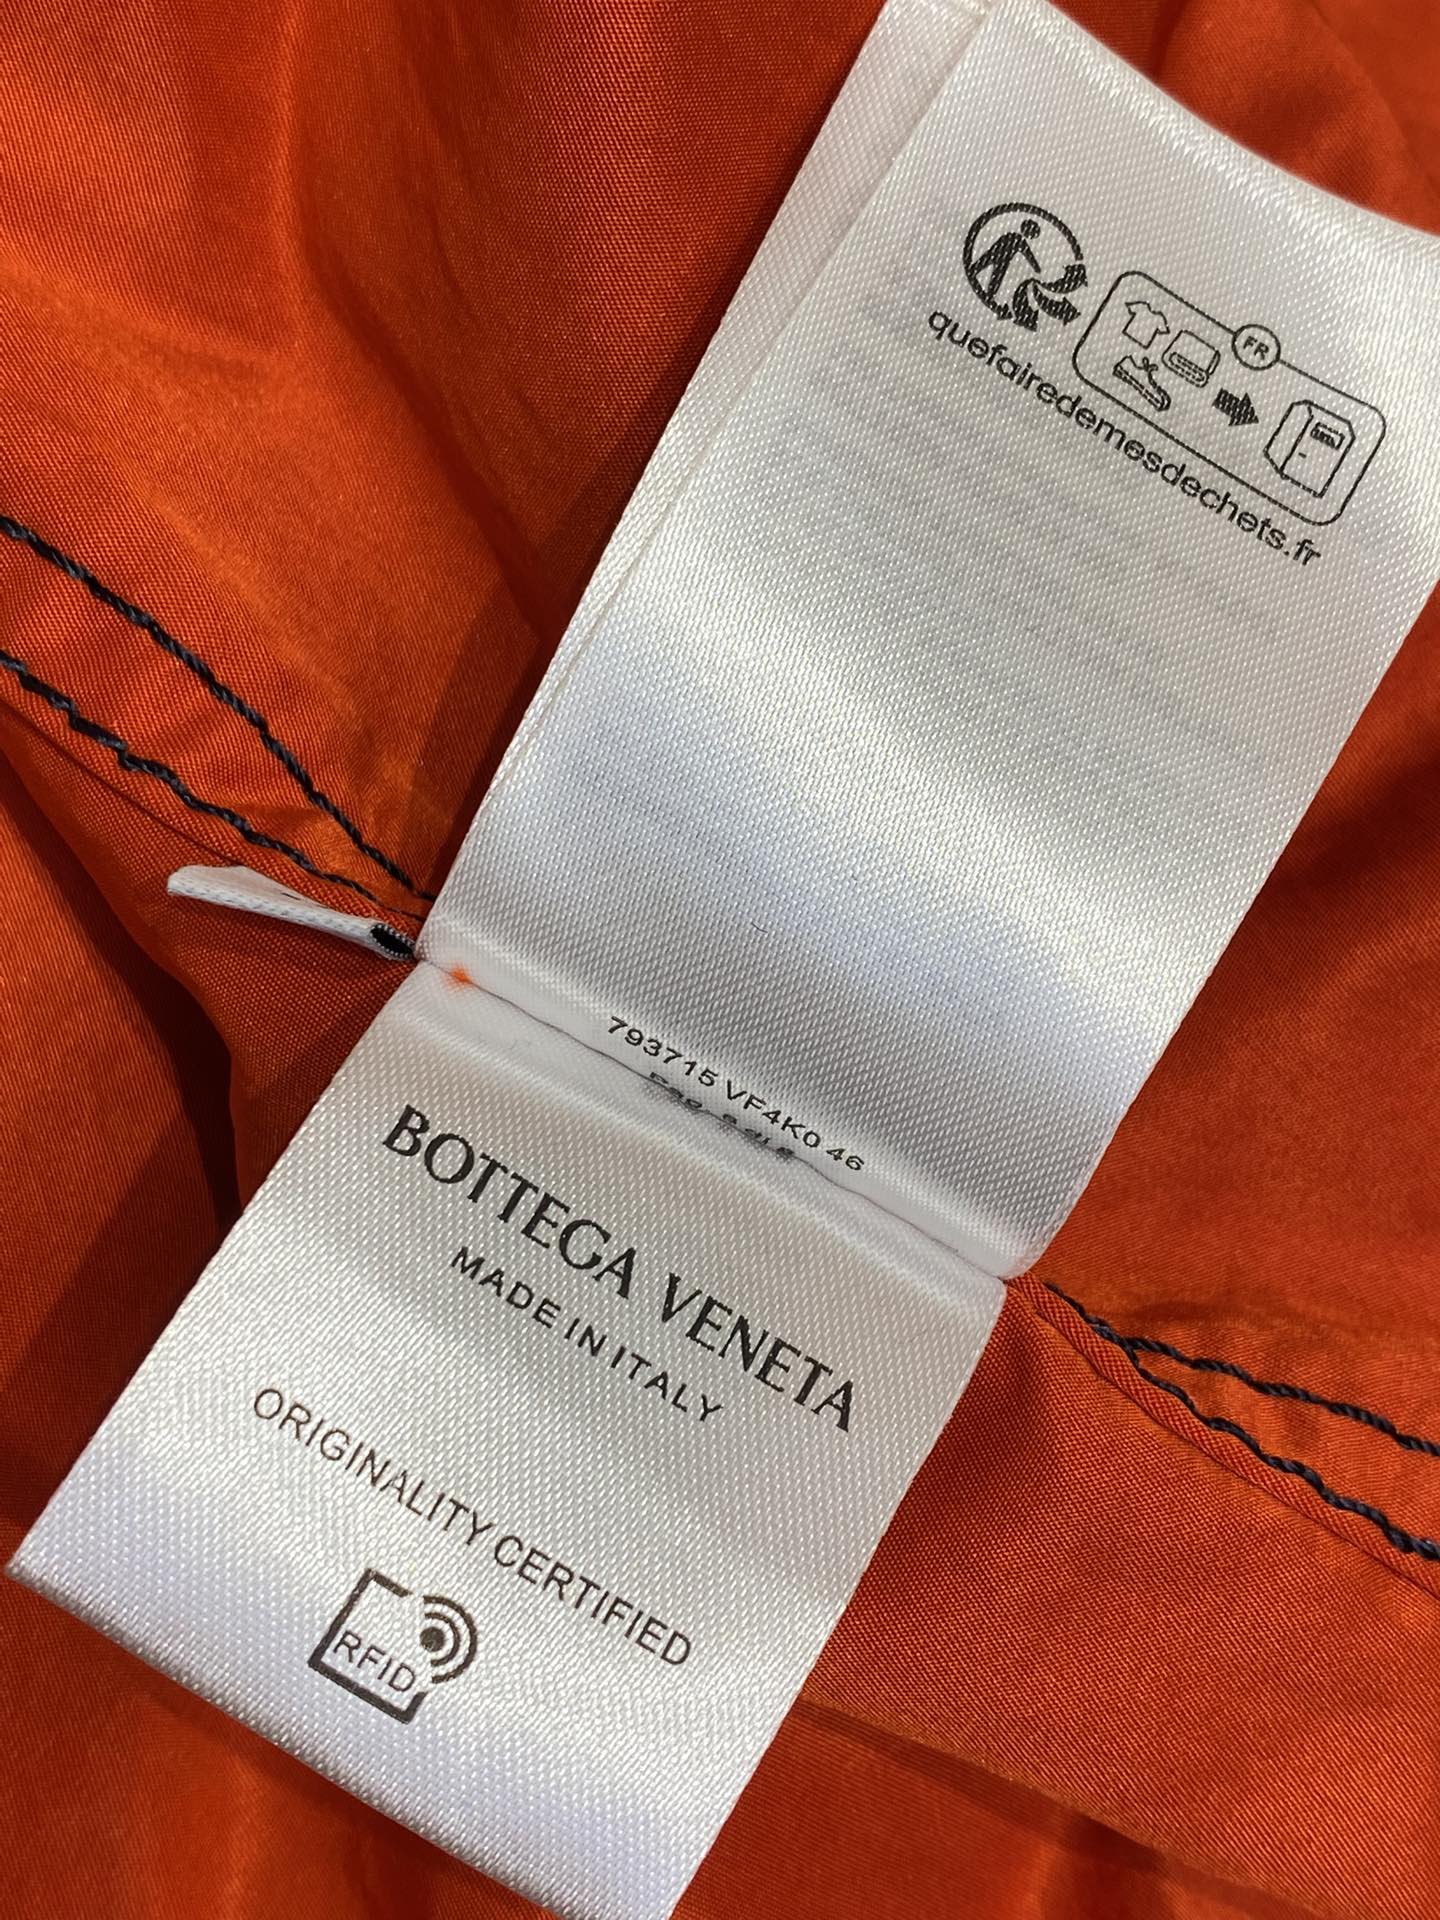 FR
quefairedemesdechets.fr
793715 VF4K0 46
BOTTEGA VENETA
MADE IN ITALY
ORIGINALITY CERTIFIED
RFID